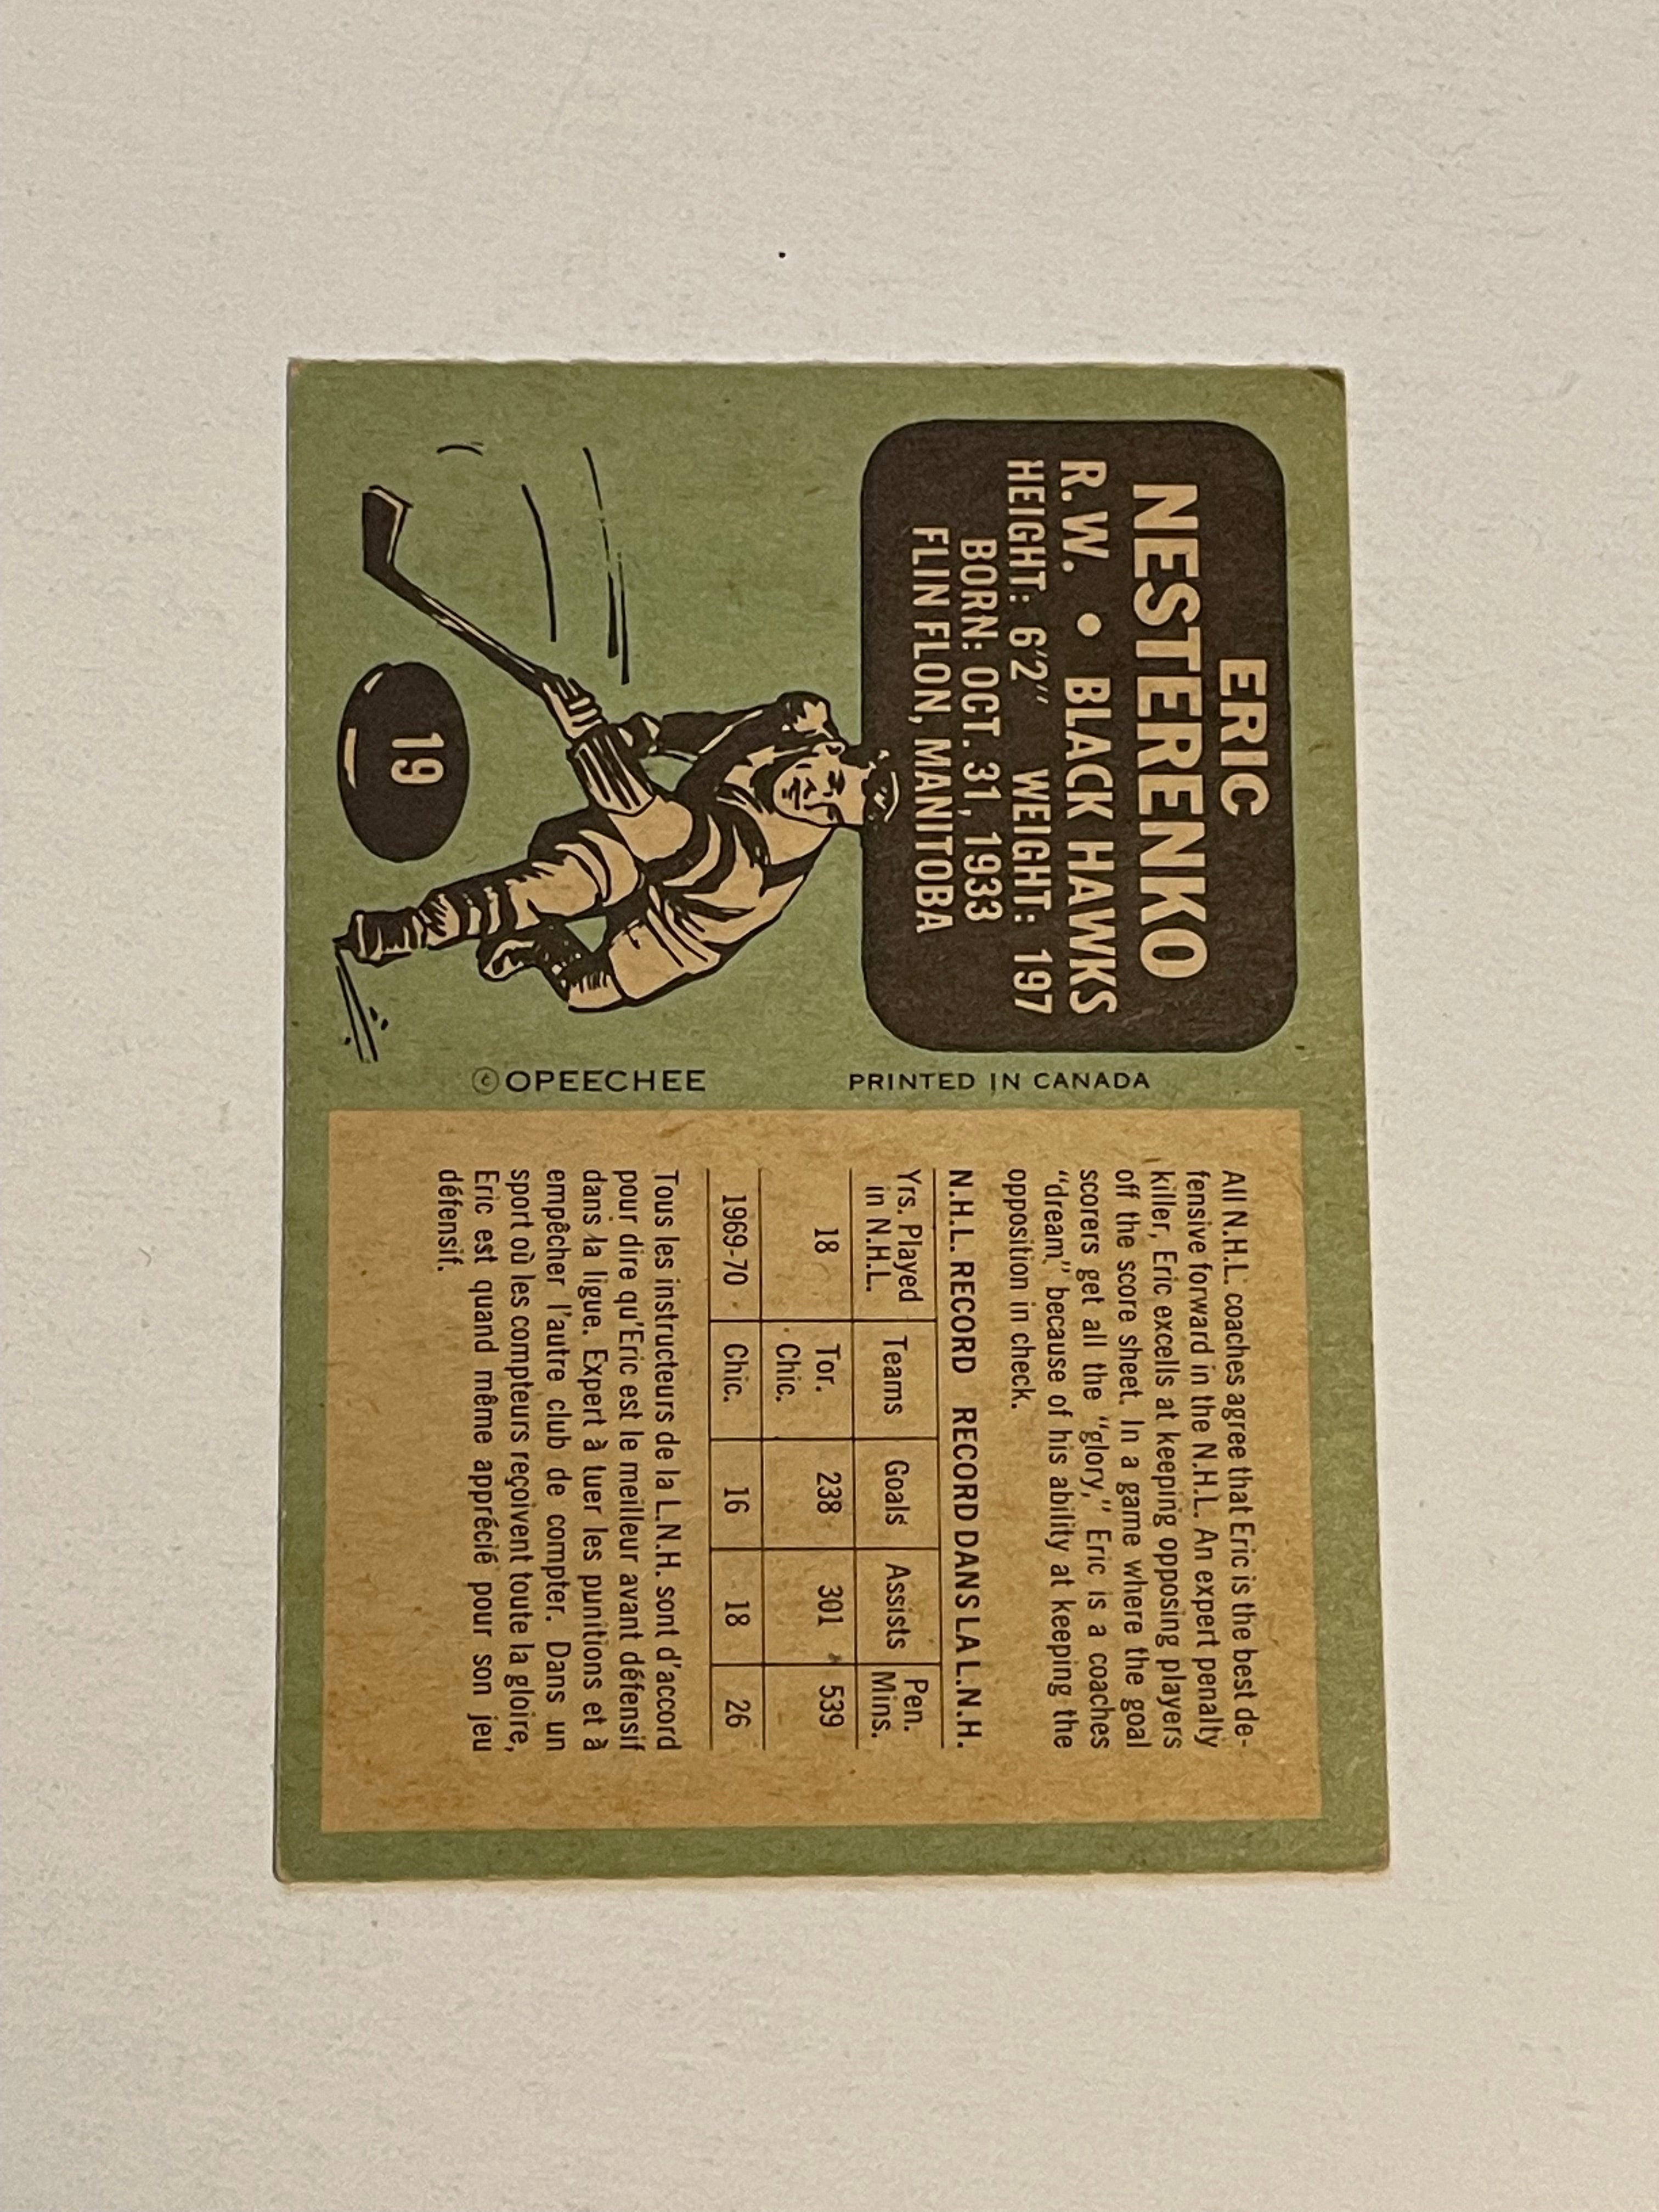 ERIC
NESTERENKO
R.W. • BLACK HAWKS
HEIGHT: 6'2" WEIGHT: 197
BORN: OCT. 31, 1933
FLIN FLON, MANITOBA
19
© OPEECHEE
PRINTED IN CANADA
All N.H.L. coaches agree that Eric is the best de-
fensive forward in the N.H.L. An expert penalty
killer, Eric excells at keeping opposing players
off the score sheet. In a game where the goal
scorers get all the "glory," Eric is a coaches
"dream," because of his ability at keeping the
opposition in check.
N.H.L. RECORD RECORD DANS LA L.N.H.
Yrs. Played in N.H.L. Teams Goals Assists Pen. Mins.
18 Tor. Chic. 238 301 539
1969-70 Chic. 16 18 26
Tous les instructeurs de la L.N.H. sont d'accord
pour dire qu'Eric est le meilleur avant défensif
dans la ligue. Expert à tuer les punitions et à
empêcher l'autre club de compter. Dans un
sport où les compteurs reçoivent toute la gloire,
Eric est quand même apprécié pour son jeu
défensif.